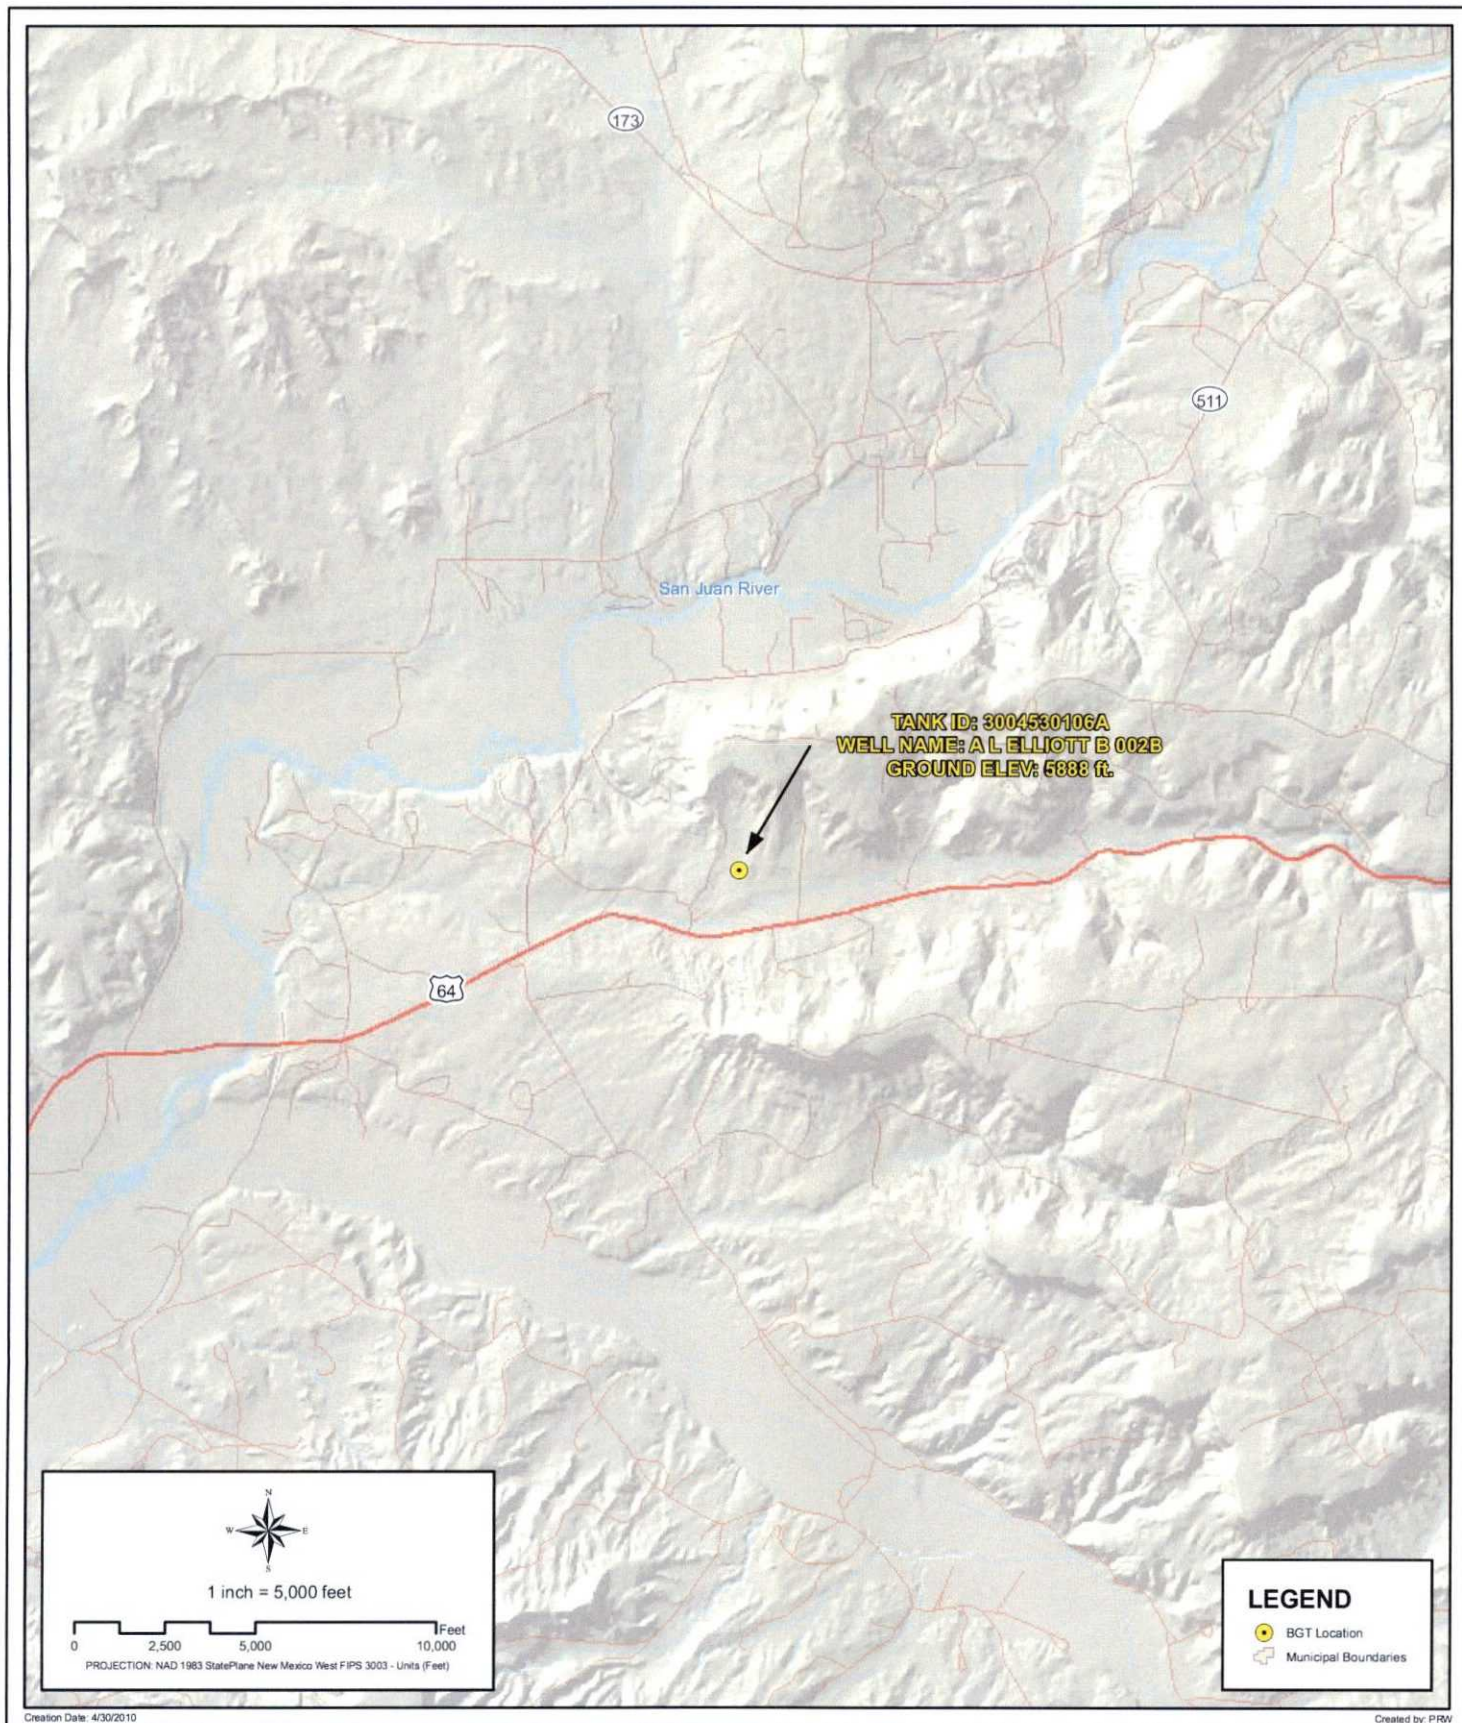 173
511
San Juan River
TANK ID: 3004530106A
WELL NAME: A L ELLIOTT B 002B
GROUND ELEV: 5888 ft.
64
N
W E
S
1 inch = 5,000 feet
Feet
0 2,500 5,000 10,000
PROJECTION: NAD 1983 StatePlane New Mexico West FIPS 3003 - Units (Feet)
LEGEND
BGT Location
Municipal Boundaries
Creation Date: 4/30/2010
Created by: PRW